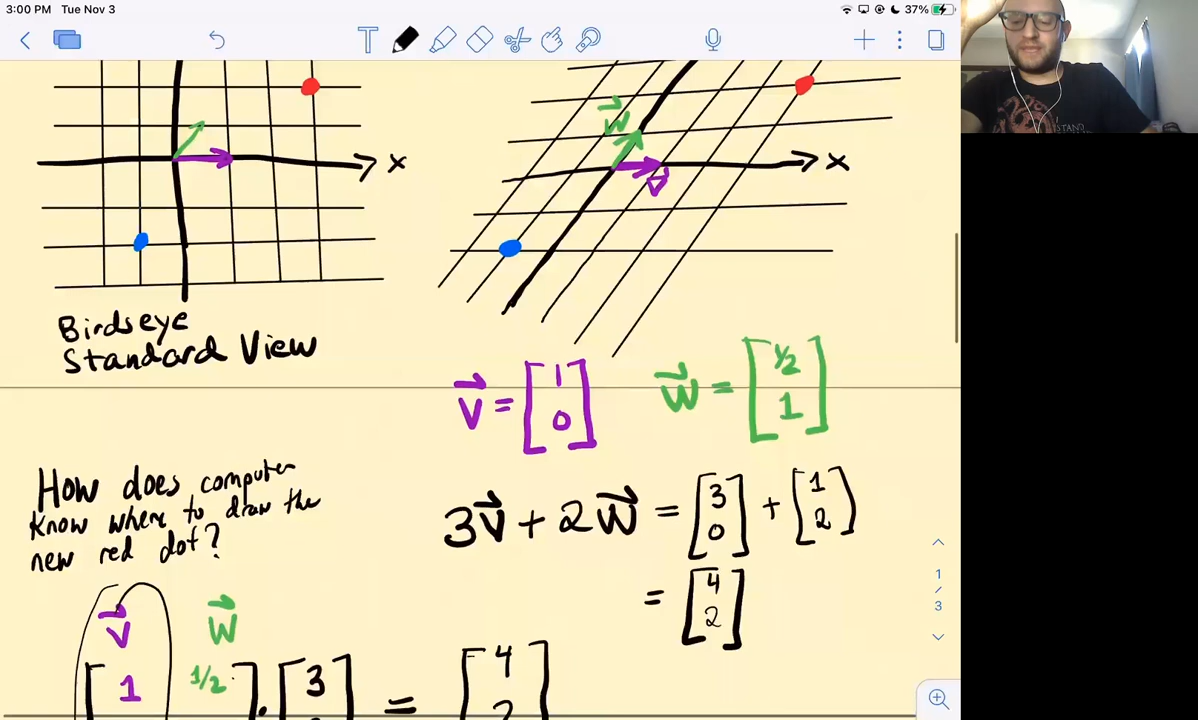 3:00 PM Tue Nov 3
37%
T
W
x
V
x
Birdseye
Standard View
V = [1 0]
W = [1/2 1]
How does computer
know where to draw the
new red dot?
3V + 2W = [3 0] + [1 2]
= [4 2]
V W
[1 1/2] · [3 = [4
1
/
3